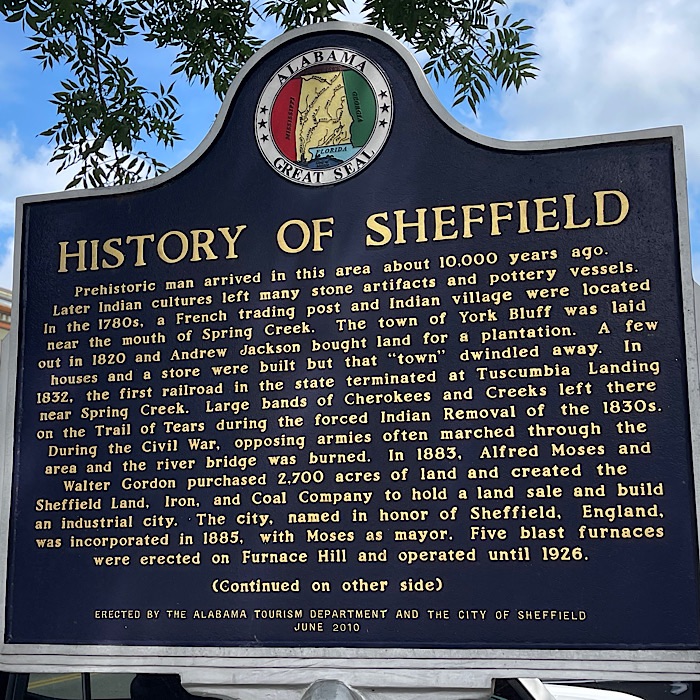 ALABAMA
MISSISSIPPI
GEORGIA
FLORIDA
GREAT SEAL
HISTORY OF SHEFFIELD
Prehistoric man arrived in this area about 10,000 years ago.
Later Indian cultures left many stone artifacts and pottery vessels.
In the 1780s, a French trading post and Indian village were located
near the mouth of Spring Creek. The town of York Bluff was laid
out in 1820 and Andrew Jackson bought land for a plantation. A few
houses and a store were built but that "town" dwindled away. In
1832, the first railroad in the state terminated at Tuscumbia Landing
near Spring Creek. Large bands of Cherokees and Creeks left there
on the Trail of Tears during the forced Indian Removal of the 1830s.
During the Civil War, opposing armies often marched through the
area and the river bridge was burned. In 1883, Alfred Moses and
Walter Gordon purchased 2,700 acres of land and created the
Sheffield Land, Iron, and Coal Company to hold a land sale and build
an industrial city. The city, named in honor of Sheffield, England,
was incorporated in 1885, with Moses as mayor. Five blast furnaces
were erected on Furnace Hill and operated until 1926.
(Continued on other side)
ERECTED BY THE ALABAMA TOURISM DEPARTMENT AND THE CITY OF SHEFFIELD
JUNE 2010